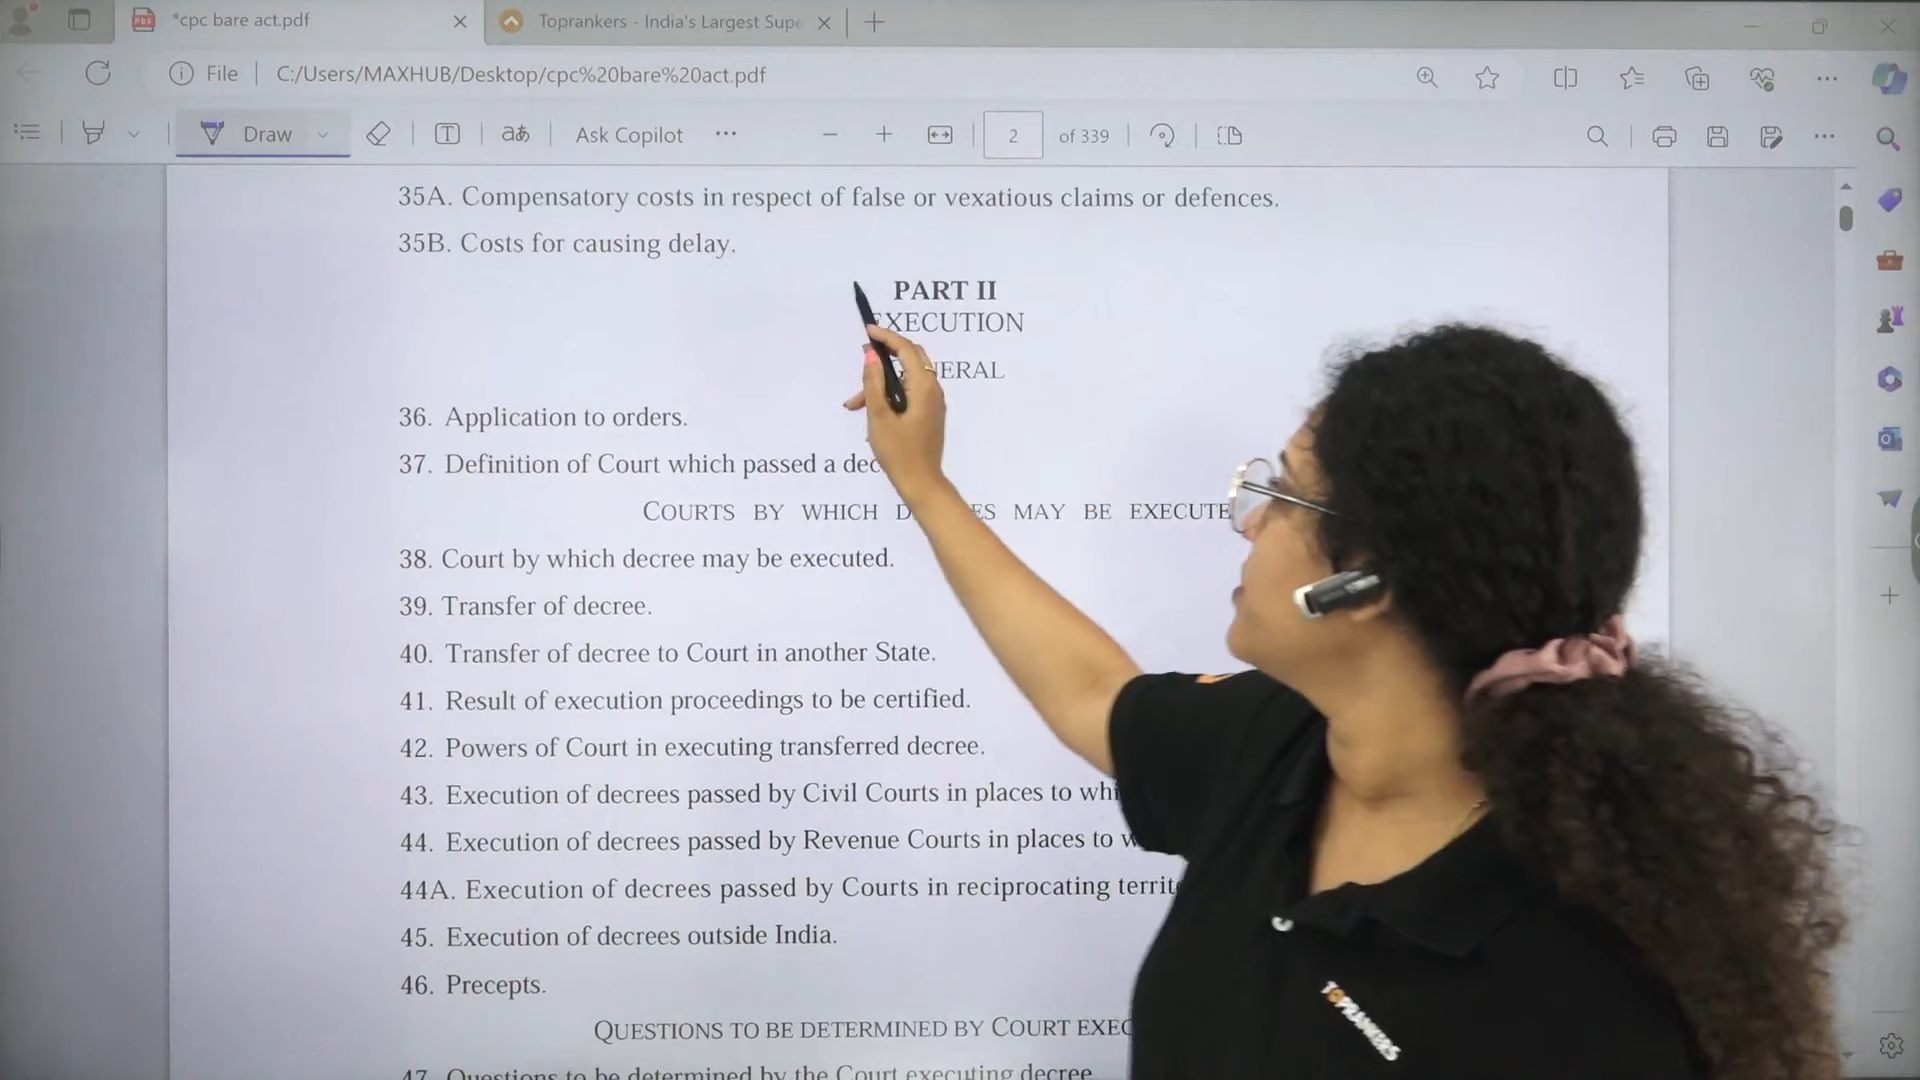 *cpc bare act.pdf
Toprankers - India's Largest Supe
File
C:/Users/MAXHUB/Desktop/cpc%20bare%20act.pdf
Draw
aあ
Ask Copilot
2 of 339
35A. Compensatory costs in respect of false or vexatious claims or defences.
35B. Costs for causing delay.
PART II
EXECUTION
GENERAL
36. Application to orders.
37. Definition of Court which passed a dec
COURTS BY WHICH D ES MAY BE EXECUTE
38. Court by which decree may be executed.
39. Transfer of decree.
40. Transfer of decree to Court in another State.
41. Result of execution proceedings to be certified.
42. Powers of Court in executing transferred decree.
43. Execution of decrees passed by Civil Courts in places to whi
44. Execution of decrees passed by Revenue Courts in places to w
44A. Execution of decrees passed by Courts in reciprocating territ
45. Execution of decrees outside India.
46. Precepts.
QUESTIONS TO BE DETERMINED BY COURT EXEC
47. Questions to be determined by the Court executing decree
TOPRANKERS